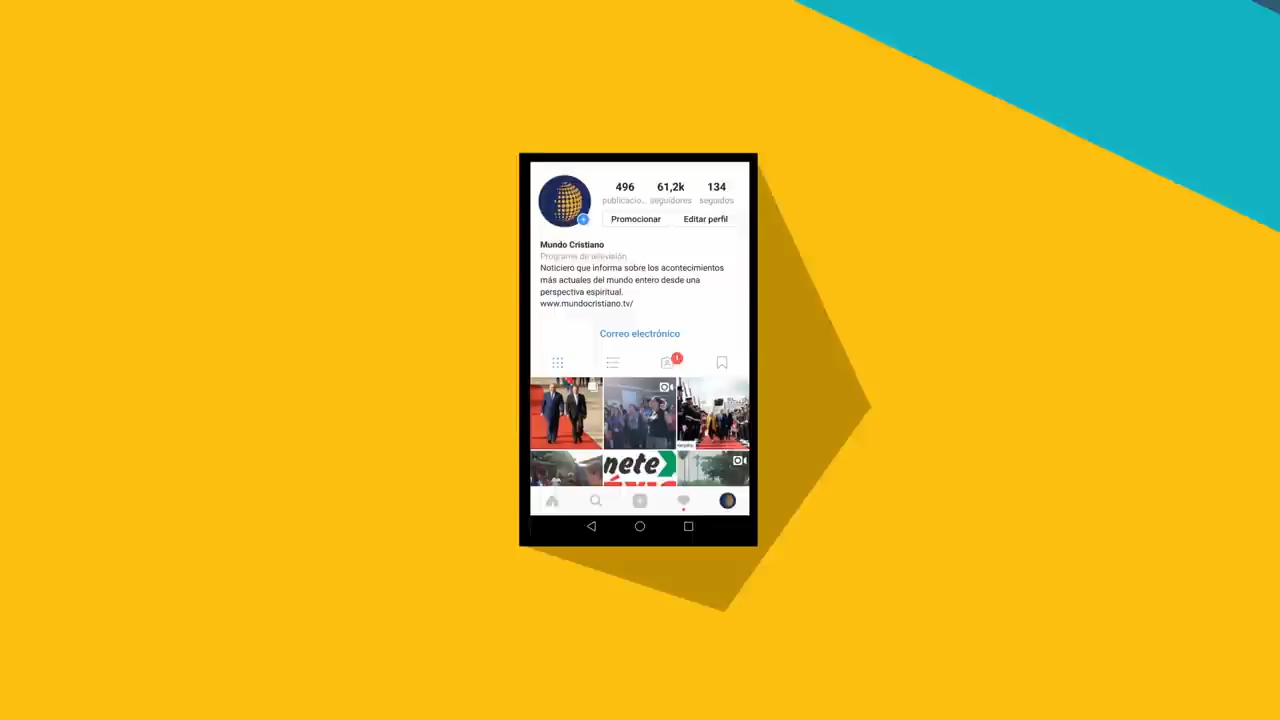 496 61,2k 134
publicacio... seguidores seguidos
Promocionar Editar perfil
Mundo Cristiano
Programa de televisión
Noticiero que informa sobre los acontecimientos
más actuales del mundo entero desde una
perspectiva espiritual.
www.mundocristiano.tv/
Correo electrónico
1
nete